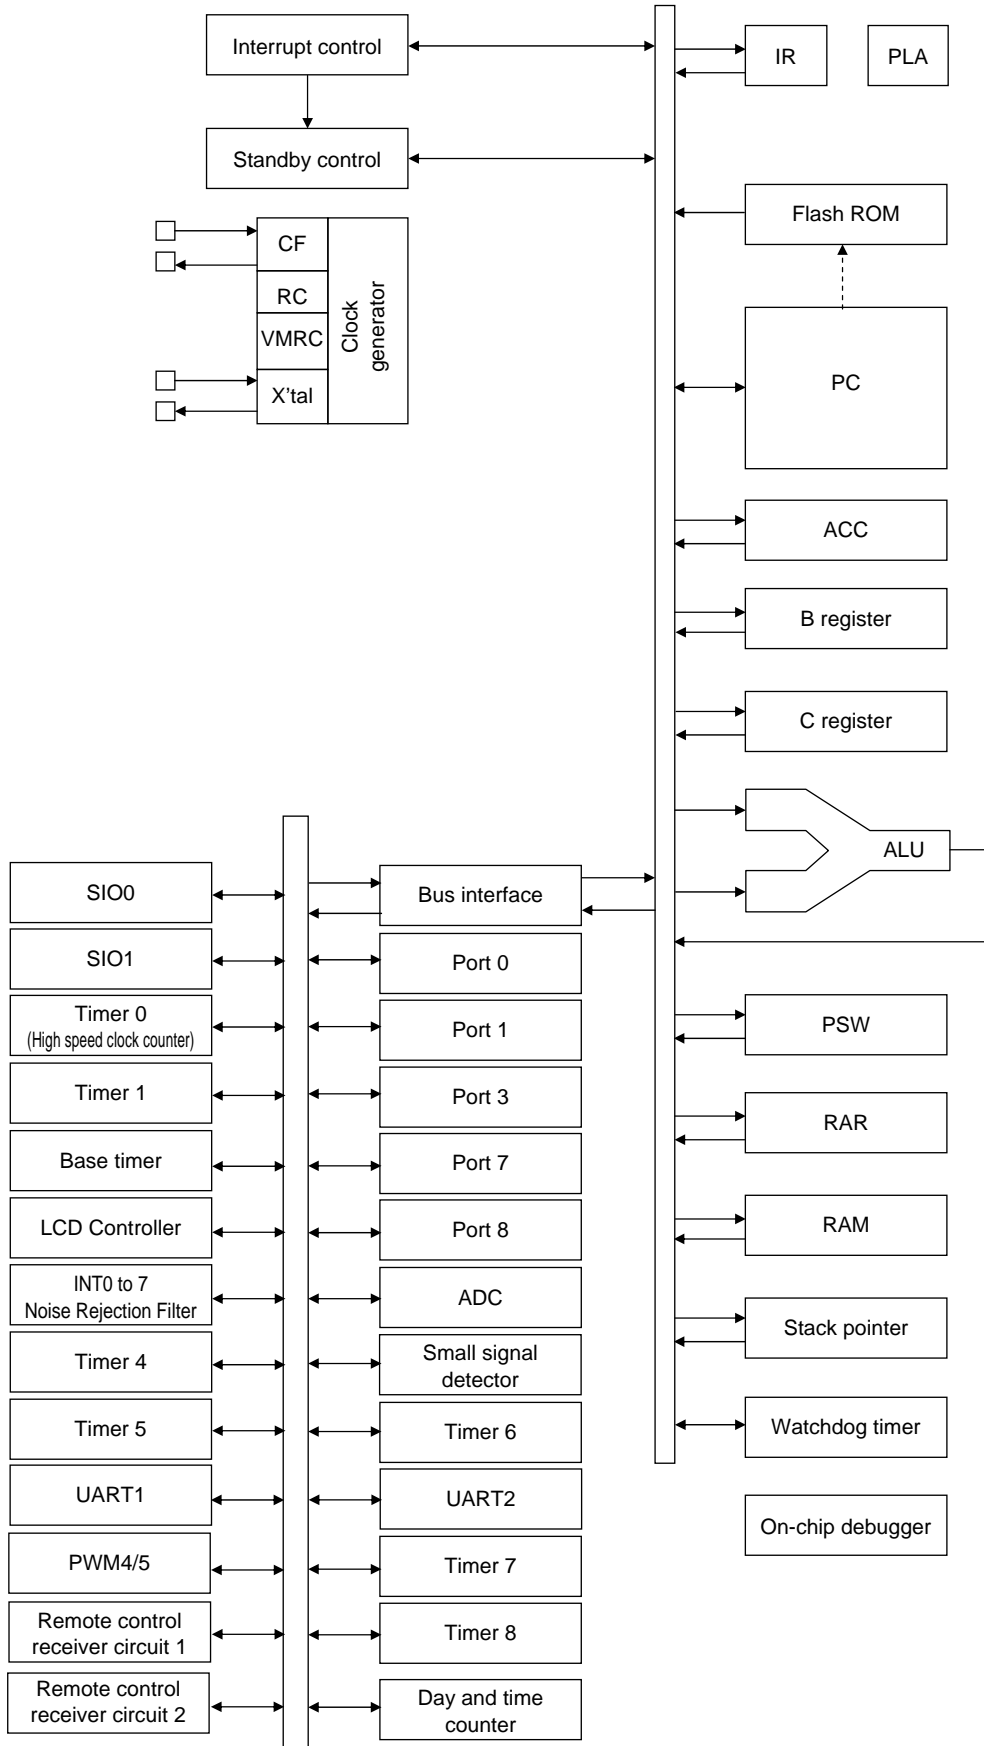 Interrupt control
IR
PLA
Standby control
Flash ROM
CF
RC
VMRC
X'tal
Clock
generator
PC
ACC
B register
C register
ALU
SIO0
Bus interface
SIO1
Port 0
Timer 0
(High speed clock counter)
Port 1
PSW
Timer 1
Port 3
RAR
Base timer
Port 7
LCD Controller
Port 8
RAM
INT0 to 7
Noise Rejection Filter
ADC
Stack pointer
Timer 4
Small signal
detector
Timer 5
Timer 6
Watchdog timer
UART1
UART2
On-chip debugger
PWM4/5
Timer 7
Remote control
receiver circuit 1
Timer 8
Remote control
receiver circuit 2
Day and time
counter